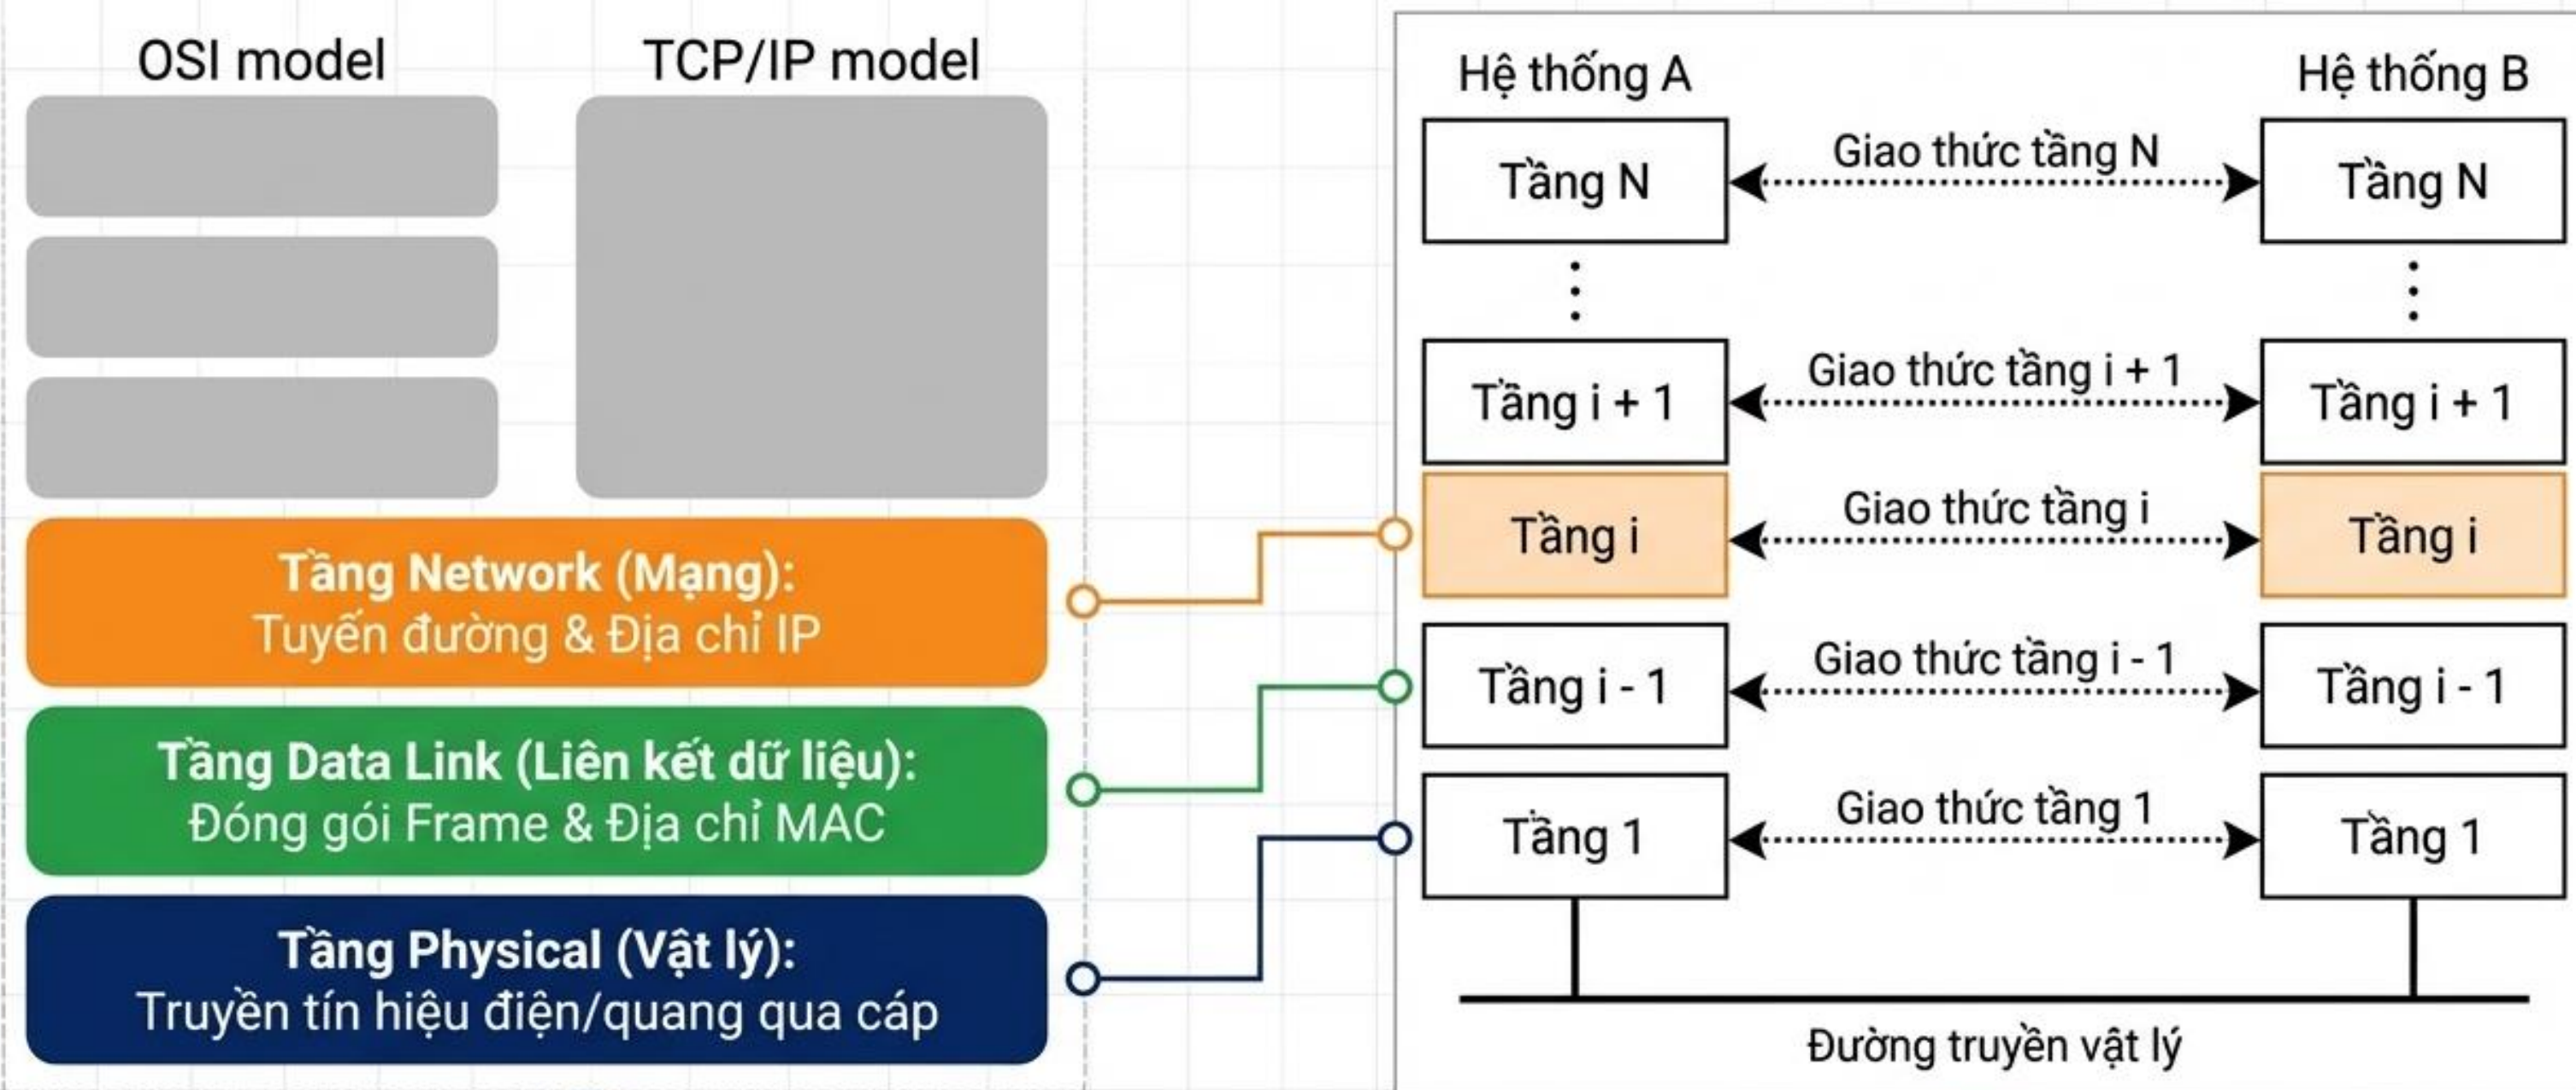 OSI model
TCP/IP model
Tầng Network (Mạng):
Tuyến đường & Địa chỉ IP
Tầng Data Link (Liên kết dữ liệu):
Đóng gói Frame & Địa chỉ MAC
Tầng Physical (Vật lý):
Truyền tín hiệu điện/quang qua cáp
Hệ thống A
Hệ thống B
Tầng N
Giao thức tầng N
Tầng N
Tầng i + 1
Giao thức tầng i + 1
Tầng i + 1
Tầng i
Giao thức tầng i
Tầng i
Tầng i - 1
Giao thức tầng i - 1
Tầng i - 1
Tầng 1
Giao thức tầng 1
Tầng 1
Đường truyền vật lý